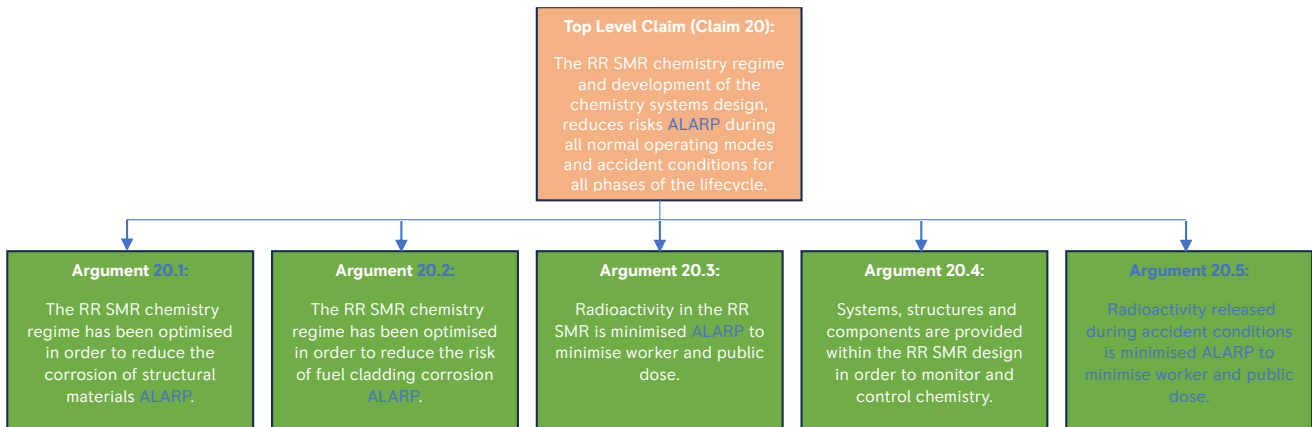 Top Level Claim (Claim 20):
The RR SMR chemistry regime
and development of the
chemistry systems design,
reduces risks ALARP during
all normal operating modes
and accident conditions for
all phases of the lifecycle,
Argument 20.1:
The RR SMR chemistry
regime has been optimised
in order to reduce the
corrosion of structural
materials ALARP.
Argument 20.2:
The RR SMR chemistry
regime has been optimised
in order to reduce the risk
of fuel cladding corrosion
ALARP.
Argument 20.3:
Radioactivity in the RR
SMR is minimised ALARP to
minimise worker and public
dose.
Argument 20.4:
Systems, structures and
components are provided
within the RR SMR design
in order to monitor and
control chemistry.
Argument 20.5:
Radioactivity released
during accident conditions
is minimised ALARP to
minimise worker and public
dose.